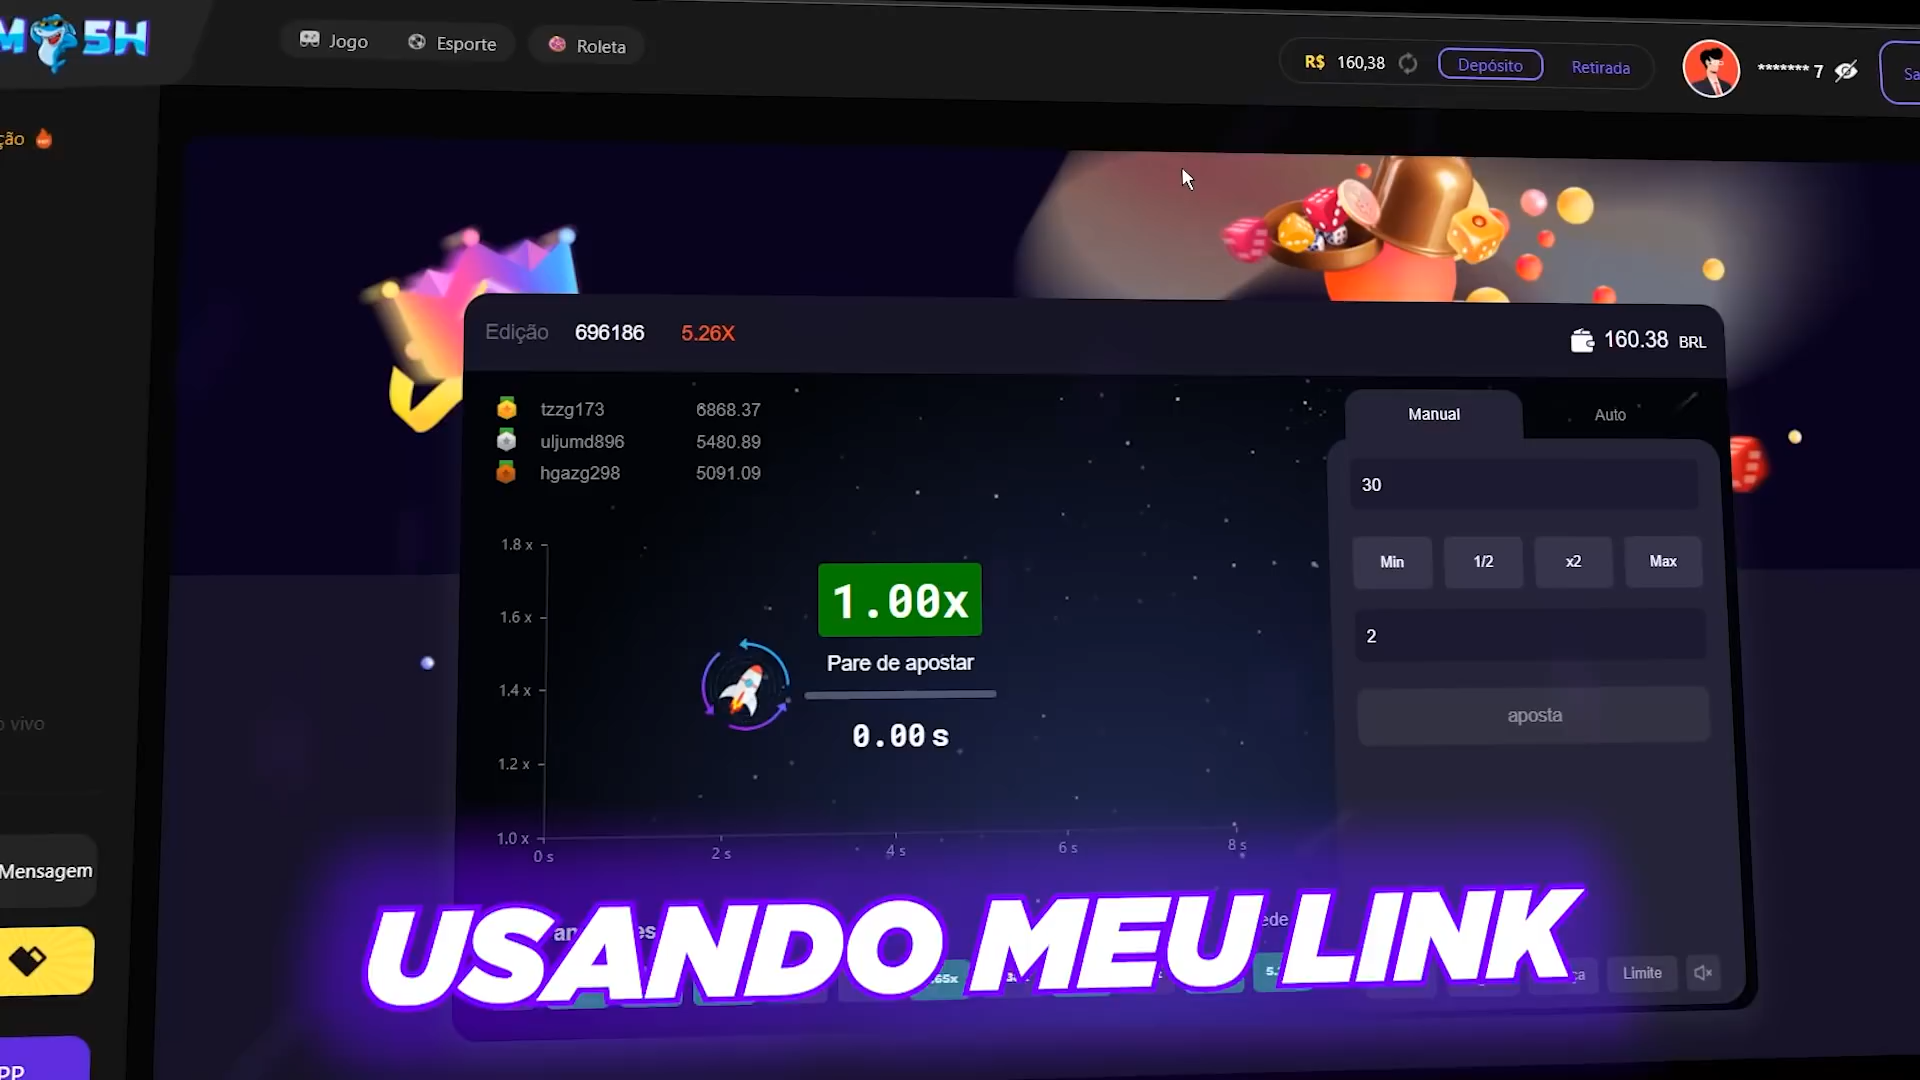 M SH
Jogo
Esporte
Roleta
R$ 160,38
Depósito
Retirada
******* 7
Sa
ção
Edição 696186 5.26X
160.38 BRL
tzzg173 6868.37
uljumd896 5480.89
hgazg298 5091.09
Manual
Auto
30
Min
1/2
x2
Max
2
aposta
1.8 x
1.6 x
1.4 x
1.2 x
1.0 x
0 s
2 s
4 s
6 s
8 s
1.00x
Pare de apostar
0.00 s
o vivo
Mensagem
USANDO MEU LINK
Limite
PP